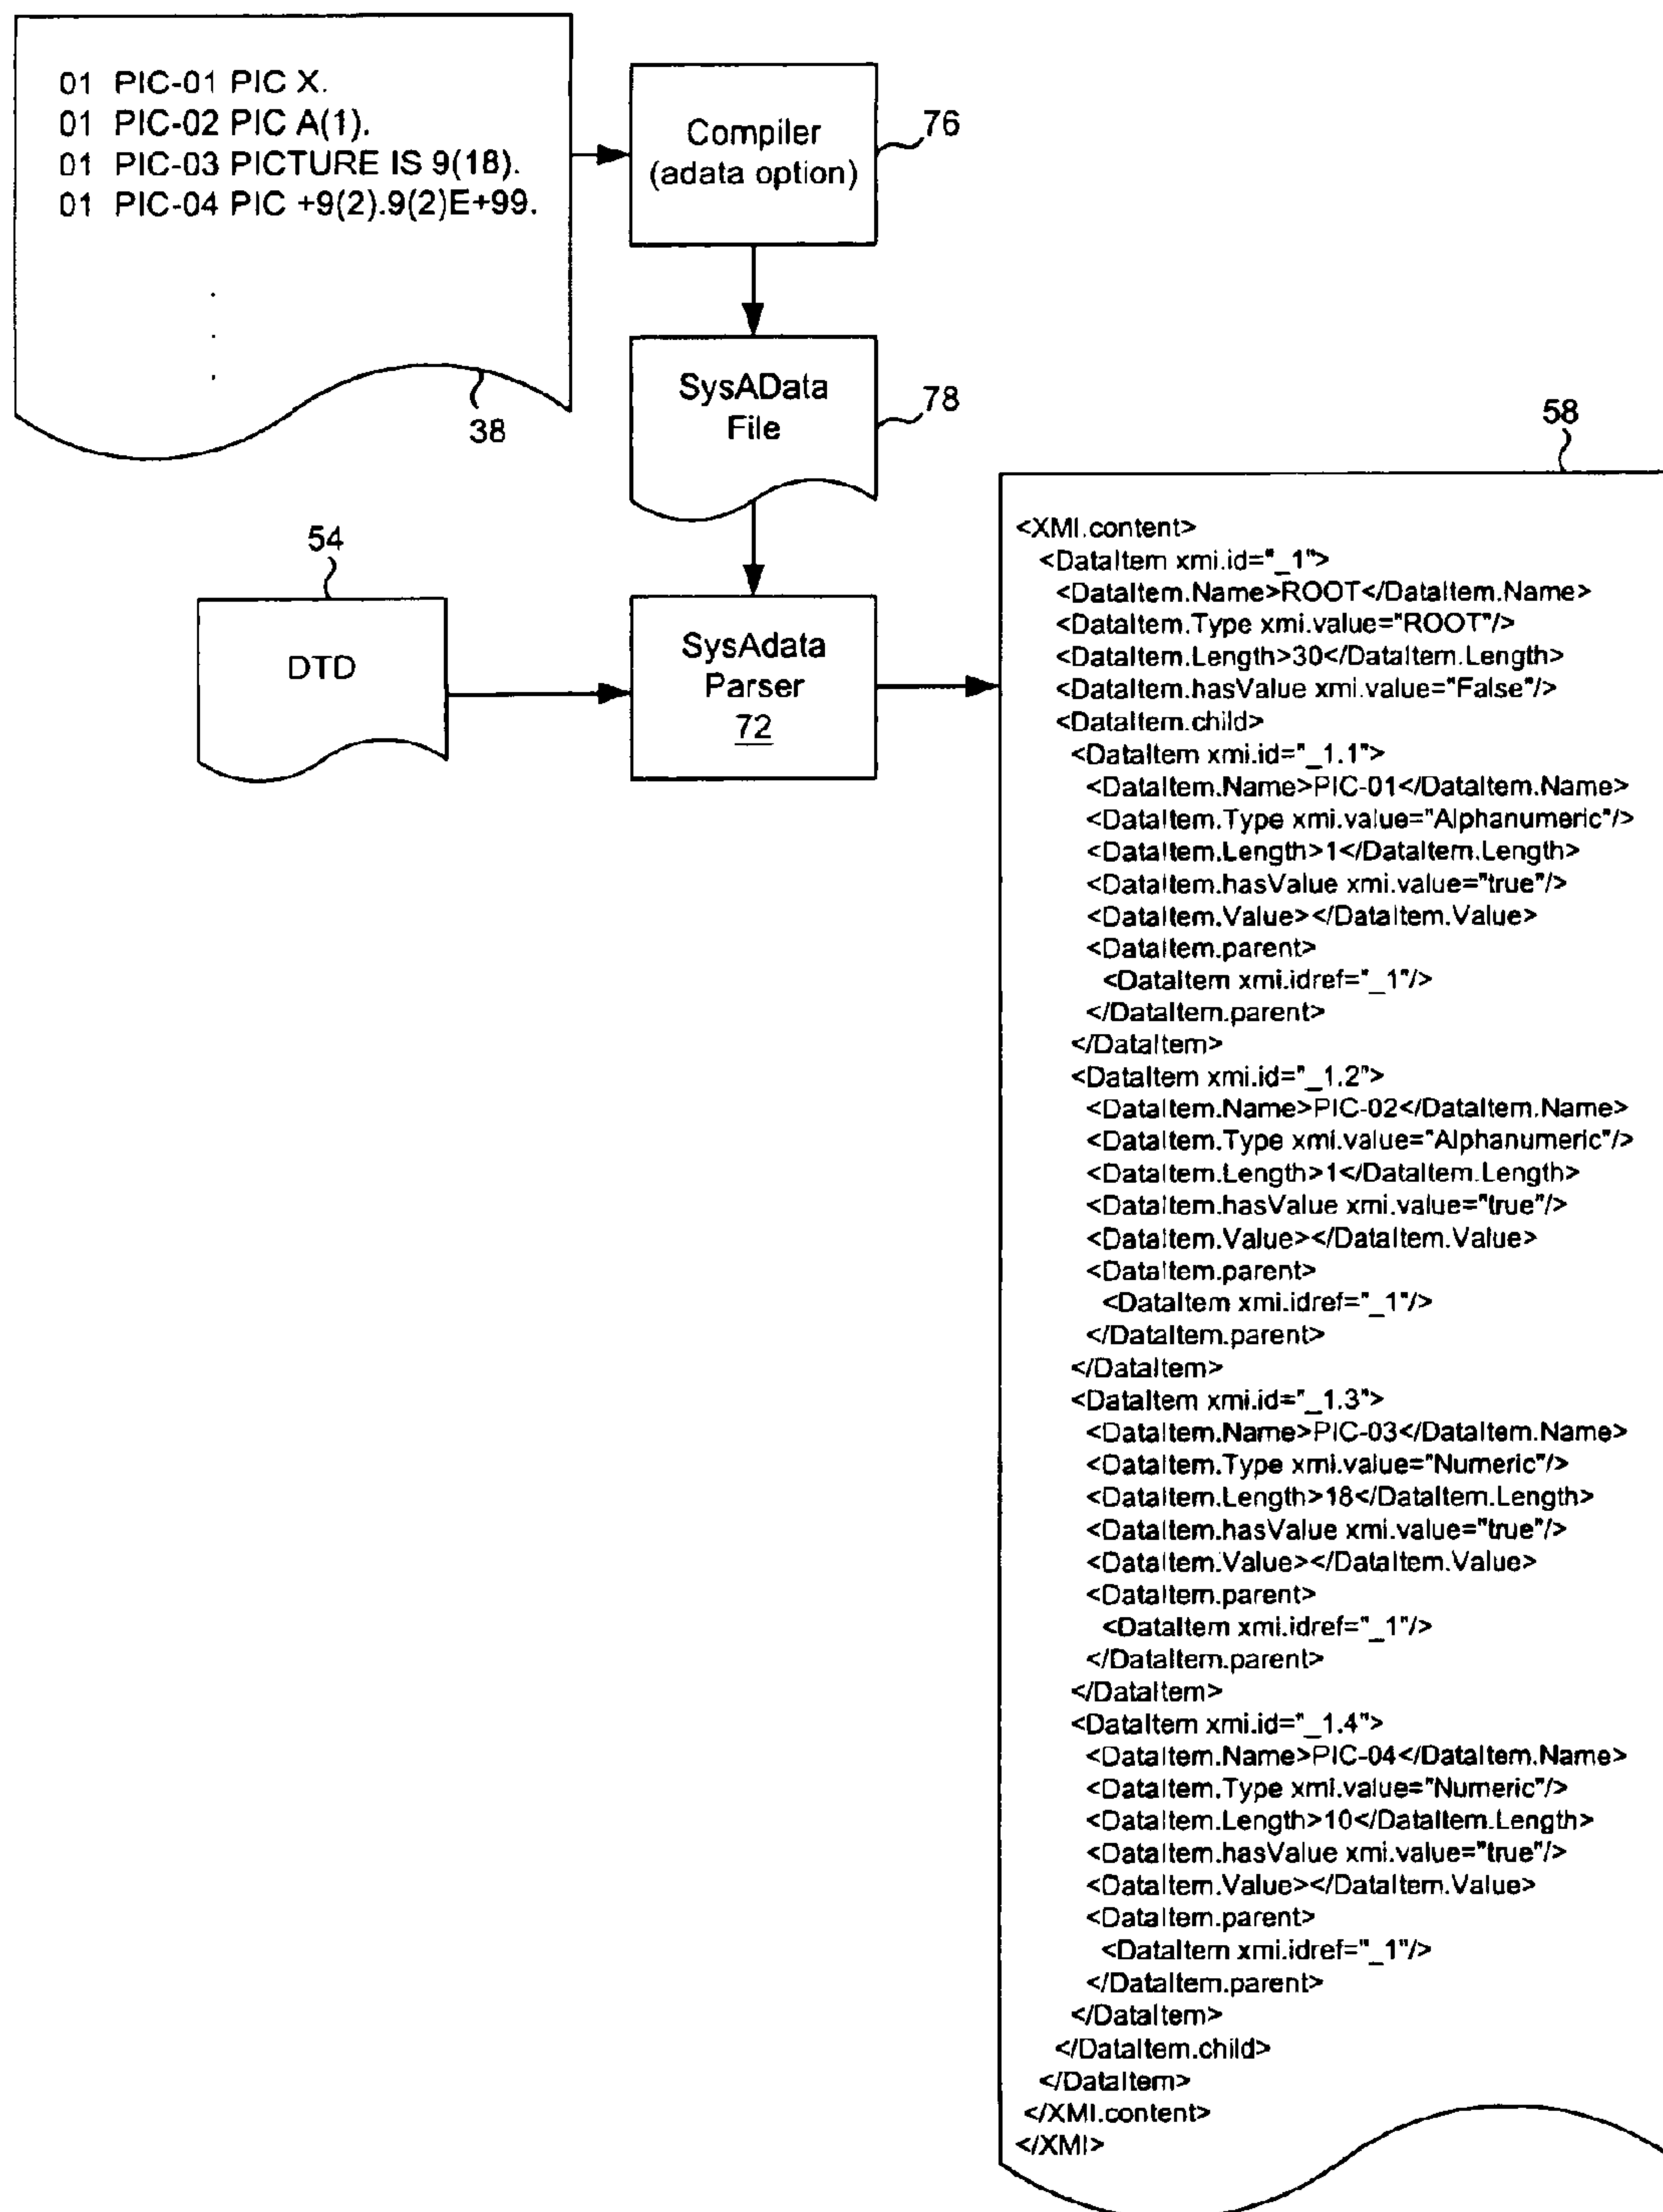 01 PIC-01 PIC X.
01 PIC-02 PIC A(1).
01 PIC-03 PICTURE IS 9(18).
01 PIC-04 PIC +9(2).9(2)E+99.
.
.
.
38
Compiler
(adata option)
76
SysAData
File
78
54
DTD
SysAdata
Parser
72
58
<XMI.content>
<DataItem xmi.id="_1">
<DataItem.Name>ROOT</DataItem.Name>
<DataItem.Type xmi.value="ROOT"/>
<DataItem.Length>30</DataItem.Length>
<DataItem.hasValue xmi.value="False"/>
<DataItem.child>
<DataItem xmi.id="_1.1">
<DataItem.Name>PIC-01</DataItem.Name>
<DataItem.Type xmi.value="Alphanumeric"/>
<DataItem.Length>1</DataItem.Length>
<DataItem.hasValue xmi.value="true"/>
<DataItem.Value></DataItem.Value>
<DataItem.parent>
<DataItem xmi.idref="_1"/>
</DataItem.parent>
</DataItem>
<DataItem xmi.id="_1.2">
<DataItem.Name>PIC-02</DataItem.Name>
<DataItem.Type xmi.value="Alphanumeric"/>
<DataItem.Length>1</DataItem.Length>
<DataItem.hasValue xmi.value="true"/>
<DataItem.Value></DataItem.Value>
<DataItem.parent>
<DataItem xmi.idref="_1"/>
</DataItem.parent>
</DataItem>
<DataItem xmi.id="_1.3">
<DataItem.Name>PIC-03</DataItem.Name>
<DataItem.Type xmi.value="Numeric"/>
<DataItem.Length>18</DataItem.Length>
<DataItem.hasValue xmi.value="true"/>
<DataItem.Value></DataItem.Value>
<DataItem.parent>
<DataItem xmi.idref="_1"/>
</DataItem.parent>
</DataItem>
<DataItem xmi.id="_1.4">
<DataItem.Name>PIC-04</DataItem.Name>
<DataItem.Type xmi.value="Numeric"/>
<DataItem.Length>10</DataItem.Length>
<DataItem.hasValue xmi.value="true"/>
<DataItem.Value></DataItem.Value>
<DataItem.parent>
<DataItem xmi.idref="_1"/>
</DataItem.parent>
</DataItem>
</DataItem.child>
</DataItem>
</XMI.content>
</XMI>